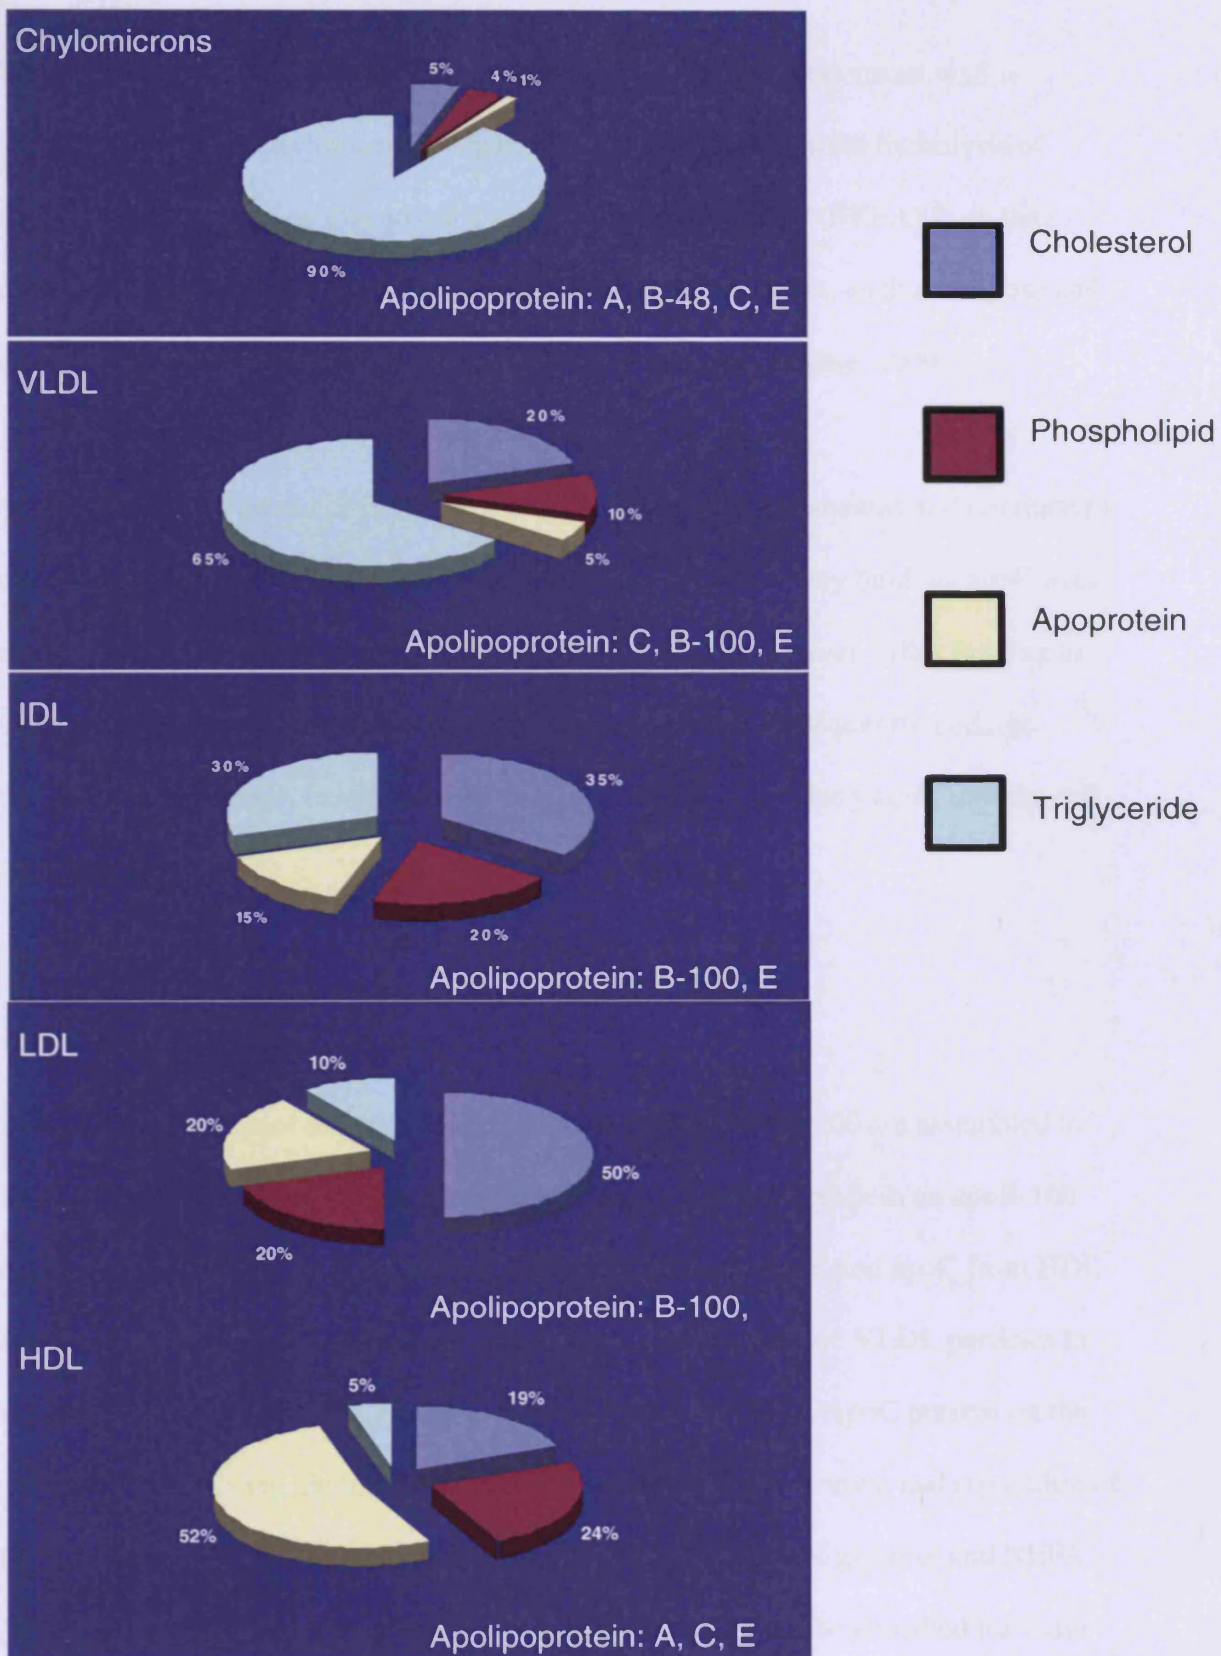 Chylomicrons
5%
4% 1%
90%
Apolipoprotein: A, B-48, C, E
VLDL
20%
10%
5%
65%
Apolipoprotein: C, B-100, E
IDL
30%
35%
15%
20%
Apolipoprotein: B-100, E
LDL
10%
20%
50%
20%
Apolipoprotein: B-100,
HDL
5%
19%
52%
24%
Apolipoprotein: A, C, E
Cholesterol
Phospholipid
Apoprotein
Triglyceride